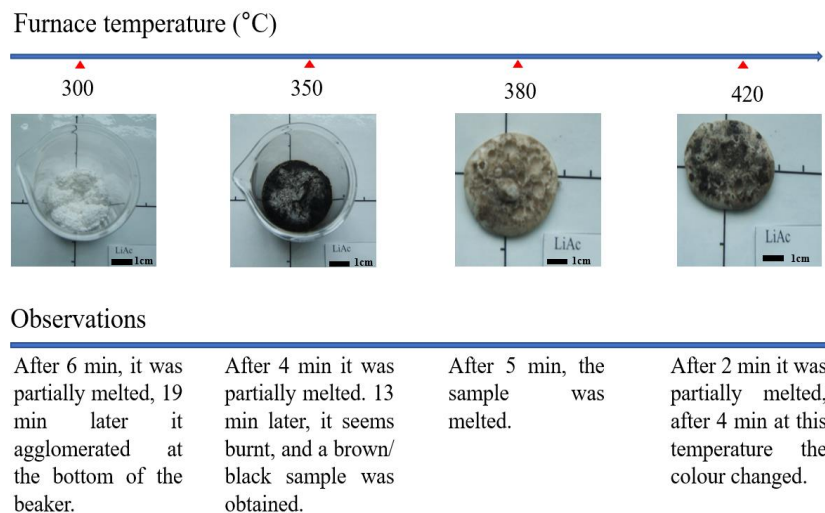 Furnace temperature (°C)
300
350
380
420
LiAc
1cm
LiAc
1cm
LiAc
1cm
LiAc
1cm
Observations
After 6 min, it was
partially melted, 19
min later it
agglomerated at
the bottom of the
beaker.
After 4 min it was
partially melted. 13
min later, it seems
burnt, and a brown/
black sample was
obtained.
After 5 min, the
sample was
melted.
After 2 min it was
partially melted,
after 4 min at this
temperature the
colour changed.